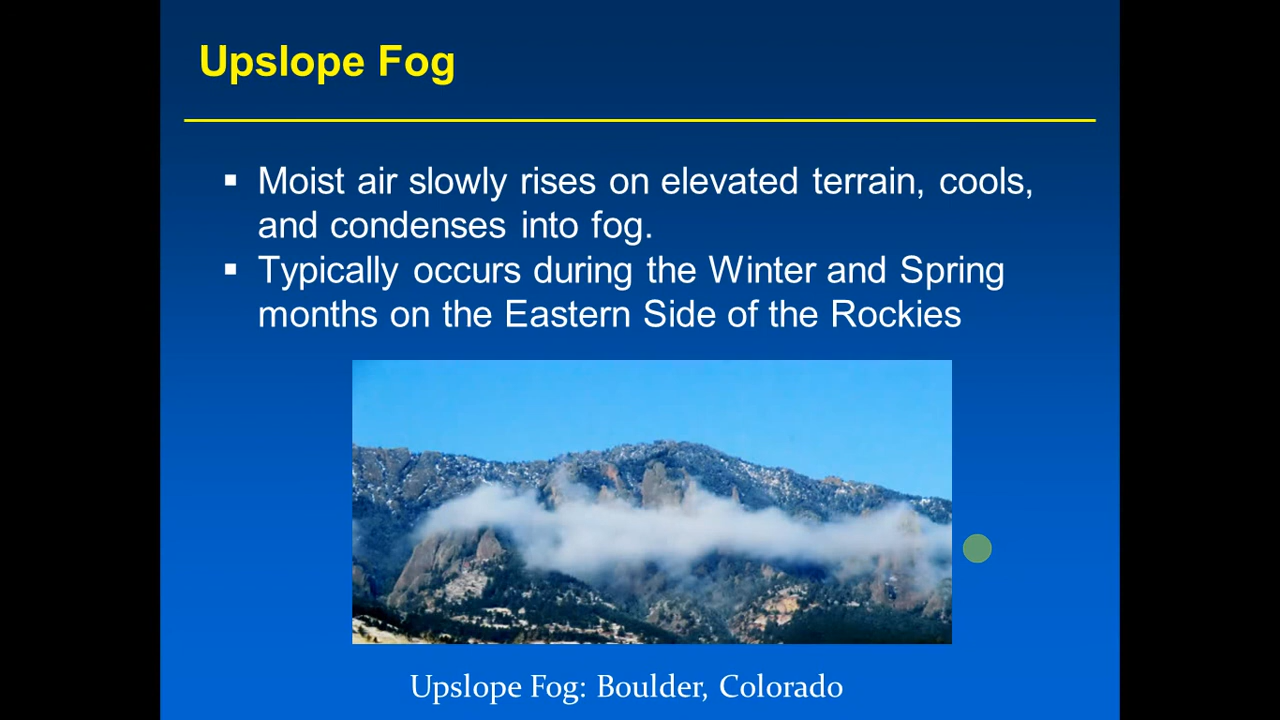 Upslope Fog
▪ Moist air slowly rises on elevated terrain, cools,
and condenses into fog.
▪ Typically occurs during the Winter and Spring
months on the Eastern Side of the Rockies
Upslope Fog: Boulder, Colorado